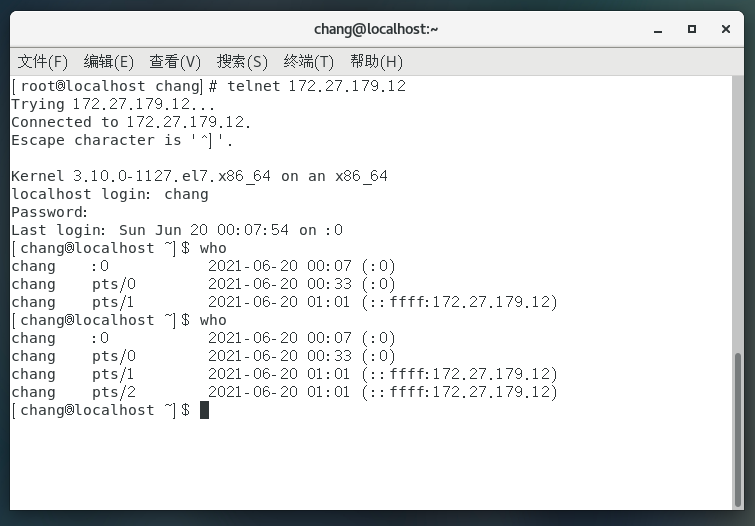 chang@localhost:~
文件(F) 编辑(E) 查看(V) 搜索(S) 终端(T) 帮助(H)
[root@localhost chang]# telnet 172.27.179.12
Trying 172.27.179.12...
Connected to 172.27.179.12.
Escape character is '^]'.

Kernel 3.10.0-1127.el7.x86_64 on an x86_64
localhost login: chang
Password:
Last login: Sun Jun 20 00:07:54 on :0
[chang@localhost ~]$ who
chang    :0           2021-06-20 00:07 (:0)
chang    pts/0        2021-06-20 00:33 (:0)
chang    pts/1        2021-06-20 01:01 (::ffff:172.27.179.12)
[chang@localhost ~]$ who
chang    :0           2021-06-20 00:07 (:0)
chang    pts/0        2021-06-20 00:33 (:0)
chang    pts/1        2021-06-20 01:01 (::ffff:172.27.179.12)
chang    pts/2        2021-06-20 01:01 (::ffff:172.27.179.12)
[chang@localhost ~]$